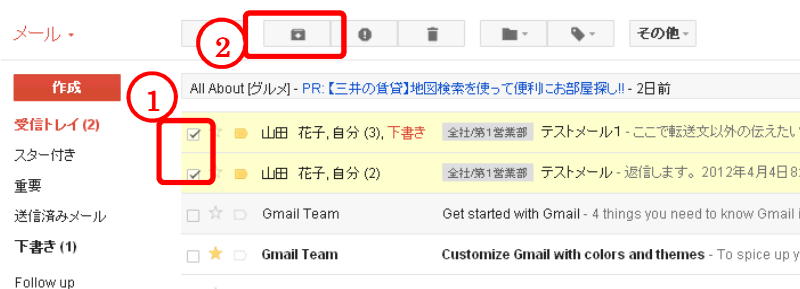 メール
②
その他
作成
All About [グルメ] - PR: 【三井の賃貸】地図検索を使って便利にお部屋探し!! - 2日前
①
受信トレイ (2)
山田 花子, 自分 (3), 下書き 全社/第1営業部 テストメール1 - ここで転送文以外の伝えたい
スター付き
山田 花子, 自分 (2) 全社/第1営業部 テストメール - 返信します。2012年4月4日8:
重要
送信済みメール
Gmail Team Get started with Gmail - 4 things you need to know Gmail i
下書き (1)
Gmail Team Customize Gmail with colors and themes - To spice up y
Follow up